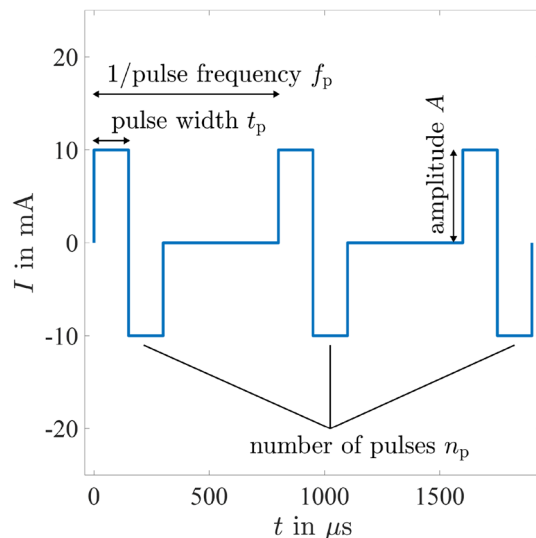 20
10
0
-10
-20
I in mA
1/pulse frequency fₚ
pulse width tₚ
amplitude A
number of pulses nₚ
0 500 1000 1500
t in μs